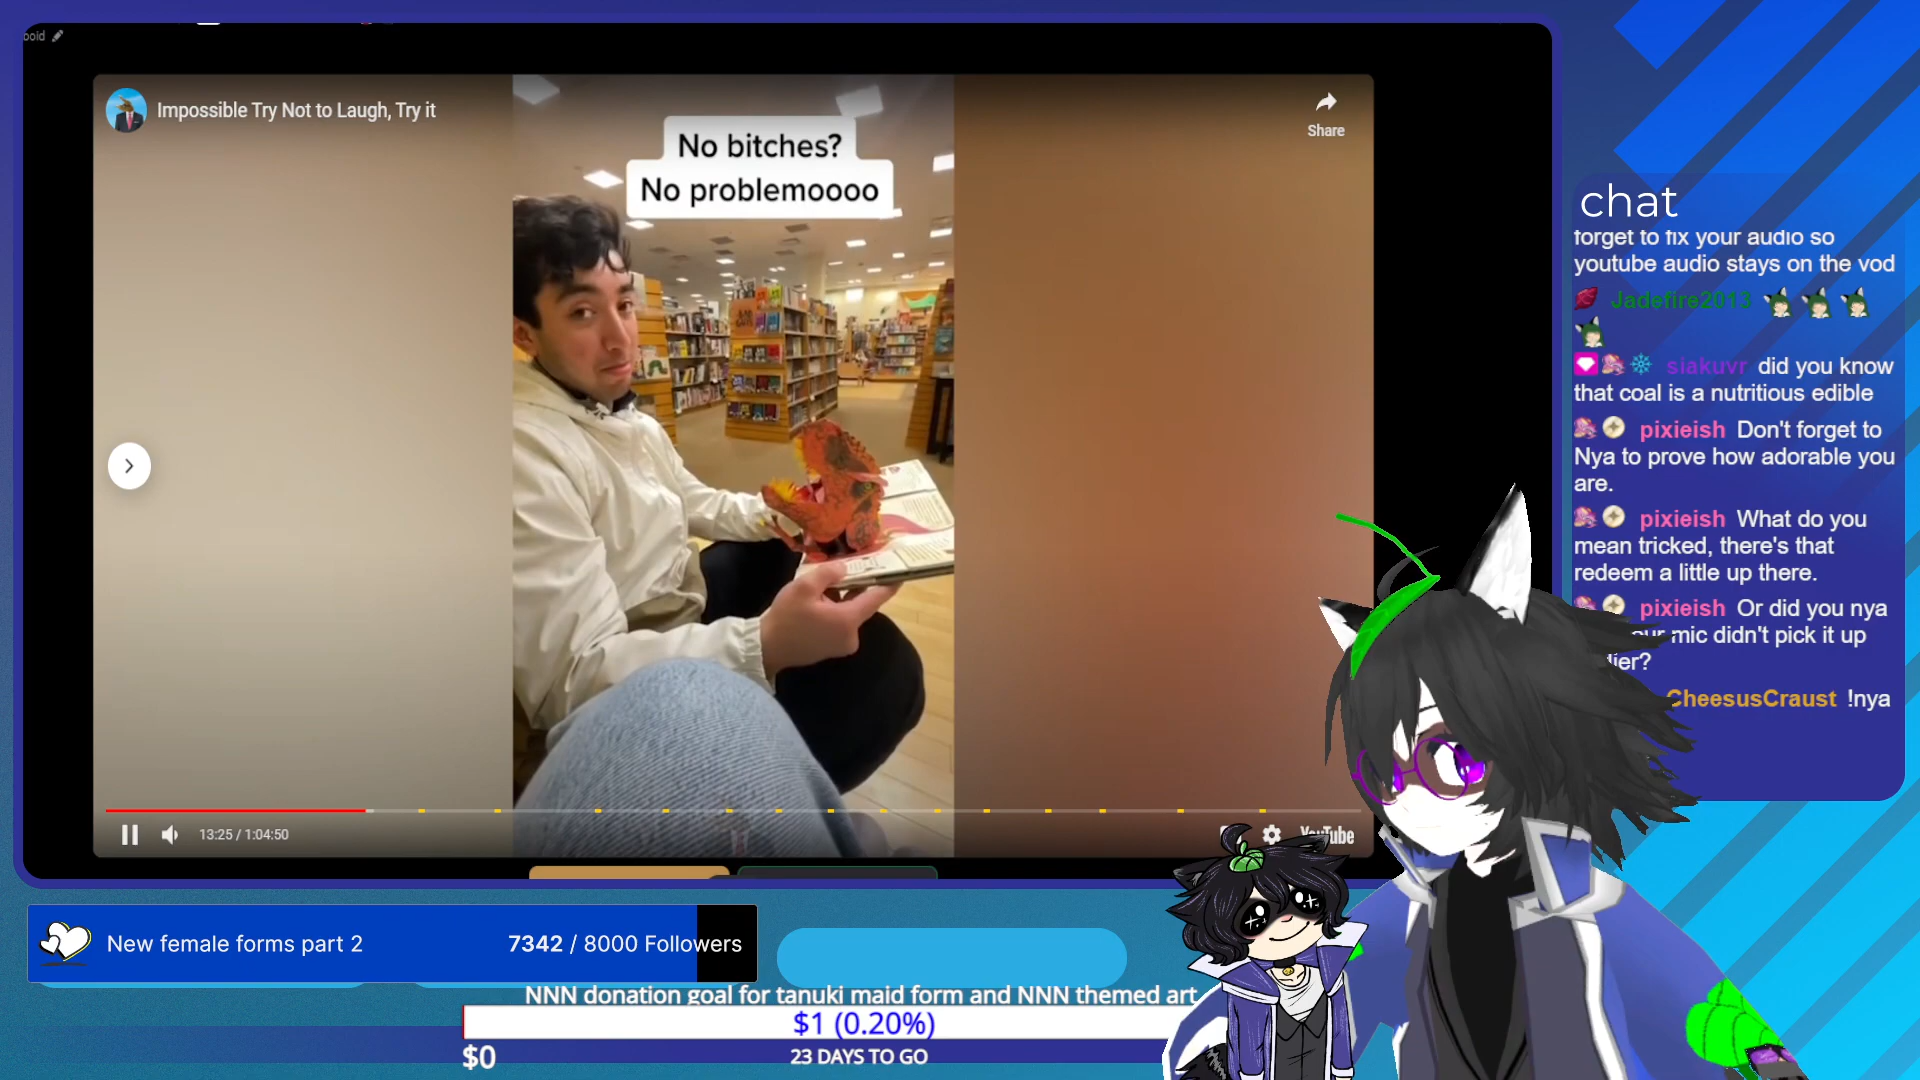 ooid
Impossible Try Not to Laugh, Try it
Share
No bitches?
No problemoooo
13:25 / 1:04:50
YouTube
chat
forget to fix your audio so
youtube audio stays on the vod
Jadefire2013
siakuvr did you know
that coal is a nutritious edible
pixieish Don't forget to
Nya to prove how adorable you
are.
pixieish What do you
mean tricked, there's that
redeem a little up there.
pixieish Or did you nya
mic didn't pick it up
CheesusCraust !nya
New female forms part 2
7342 / 8000 Followers
NNN donation goal for tanuki maid form and NNN themed art
$1 (0.20%)
$0
23 DAYS TO GO